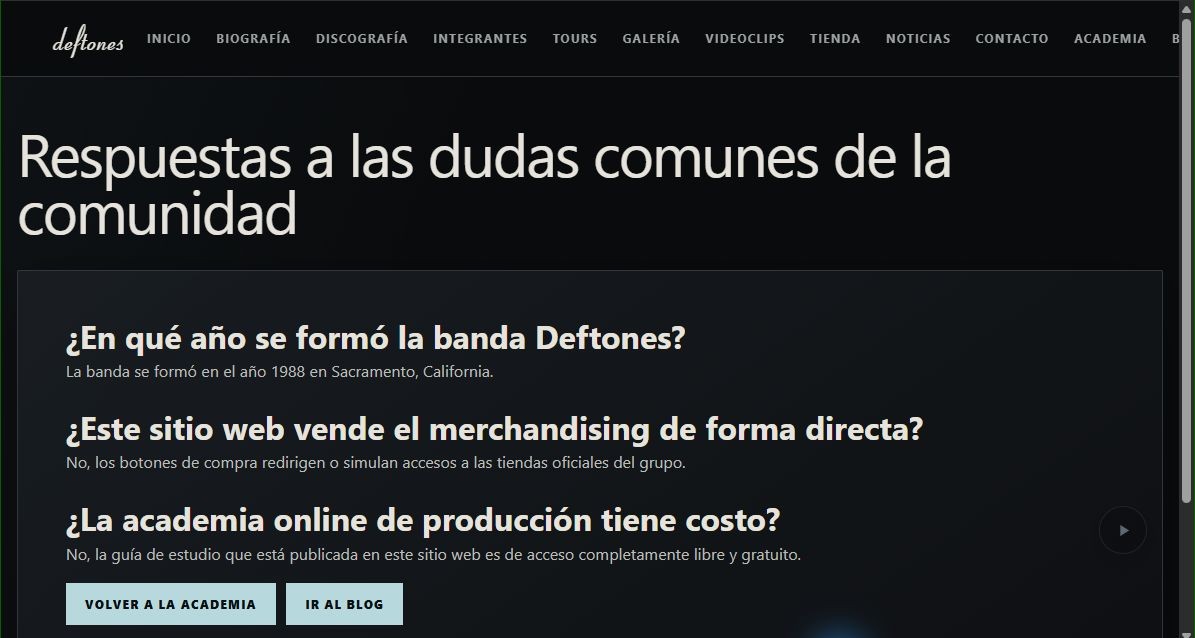 deftones INICIO BIOGRAFÍA DISCOGRAFÍA INTEGRANTES TOURS GALERÍA VIDEOCLIPS TIENDA NOTICIAS CONTACTO ACADEMIA
Respuestas a las dudas comunes de la
comunidad
¿En qué año se formó la banda Deftones?
La banda se formó en el año 1988 en Sacramento, California.
¿Este sitio web vende el merchandising de forma directa?
No, los botones de compra redirigen o simulan accesos a las tiendas oficiales del grupo.
¿La academia online de producción tiene costo?
No, la guía de estudio que está publicada en este sitio web es de acceso completamente libre y gratuito.
VOLVER A LA ACADEMIA IR AL BLOG